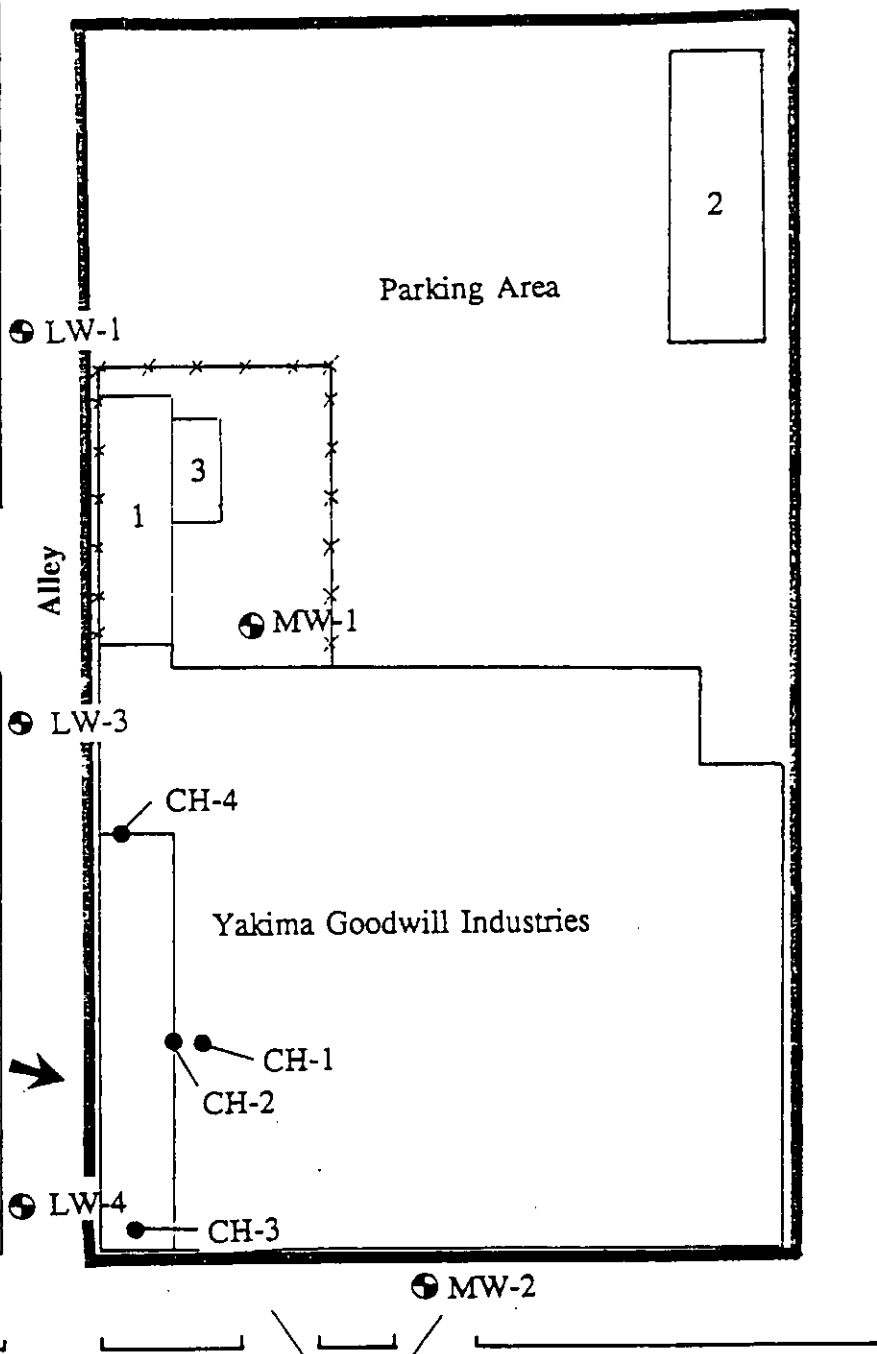 2
Parking Area
LW-1
3
1
Alley
MW-1
LW-3
CH-4
Yakima Goodwill Industries
CH-1
CH-2
LW-4
CH-3
MW-2